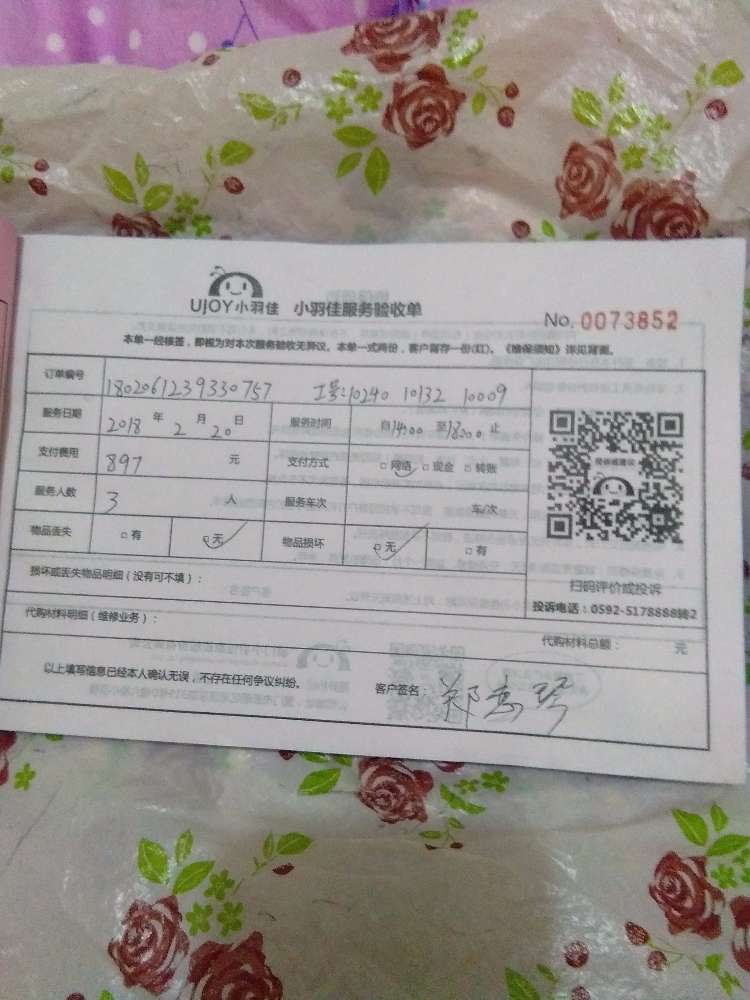 UJOY小羽佳 小羽佳服务验收单
No. 0073852
本单一经核签，即视为对本次服务验收无异议。本单一式两份，客户留存一份(红)。《维保须知》详见背面。
订单编号 180206123930757 工号:10240 10132 10009
服务日期 2018 年 2 月 20 日 服务时间 自14:00 至18:00 止
支付费用 897 元 支付方式 □网络 □现金 □转账
服务人数 3 人 服务车次 车/次
物品丢失 □有 □无 物品损坏 □无 □有
损坏或丢失物品明细（没有可不填）：
扫码评价或投诉
投诉电话：0592-5178888转2
代购材料明细（维修业务）： 代购材料总额： 元
以上填写信息已经本人确认无误，不存在任何争议纠纷。 客户签名： 郑惠琴